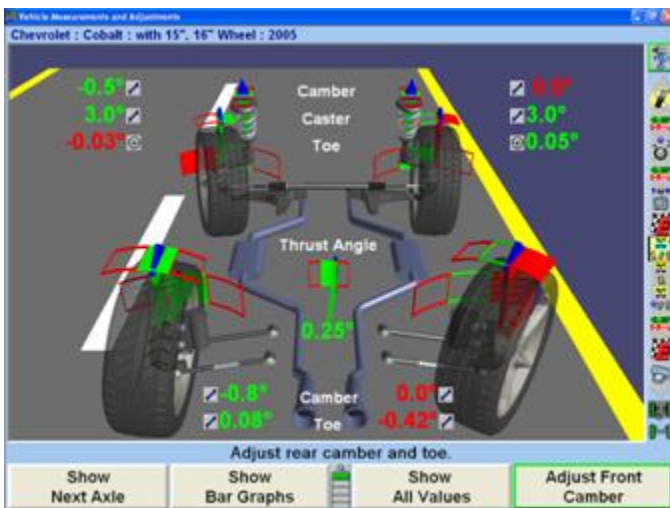 Vehicle Measurements and Adjustments
Chevrolet : Cobalt : with 15", 16" Wheel : 2005
-0.5° Camber 0.0°
3.0° Caster 3.0°
-0.03° Toe 0.05°
Thrust Angle
0.25°
-0.8° Camber 0.0°
0.08° Toe -0.42°
Adjust rear camber and toe.
Show Next Axle
Show Bar Graphs
Show All Values
Adjust Front Camber